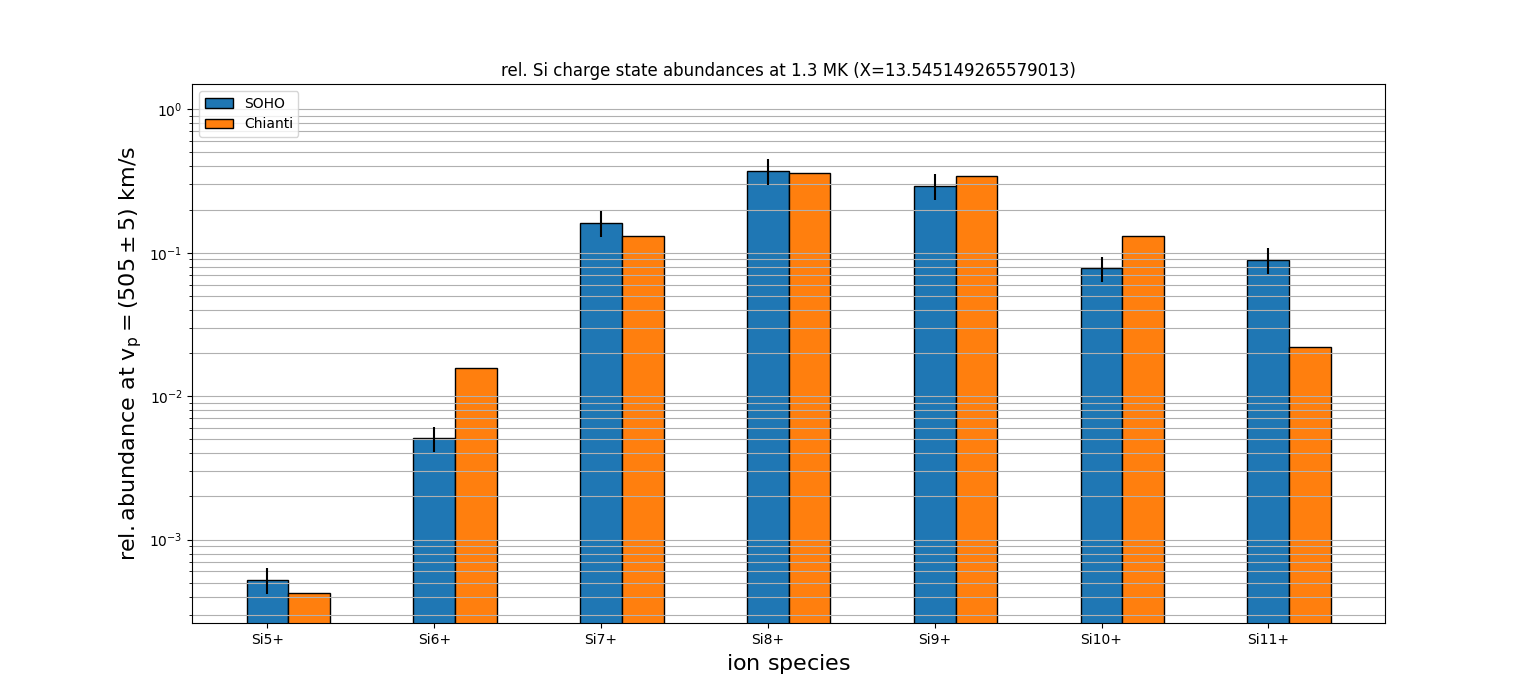 rel. Si charge state abundances at 1.3 MK (X=13.545149265579013)
SOHO
Chianti
rel. abundance at vₚ = (505 ± 5) km/s
10⁰
10⁻¹
10⁻²
10⁻³
Si5+
Si6+
Si7+
Si8+
Si9+
Si10+
Si11+
ion species